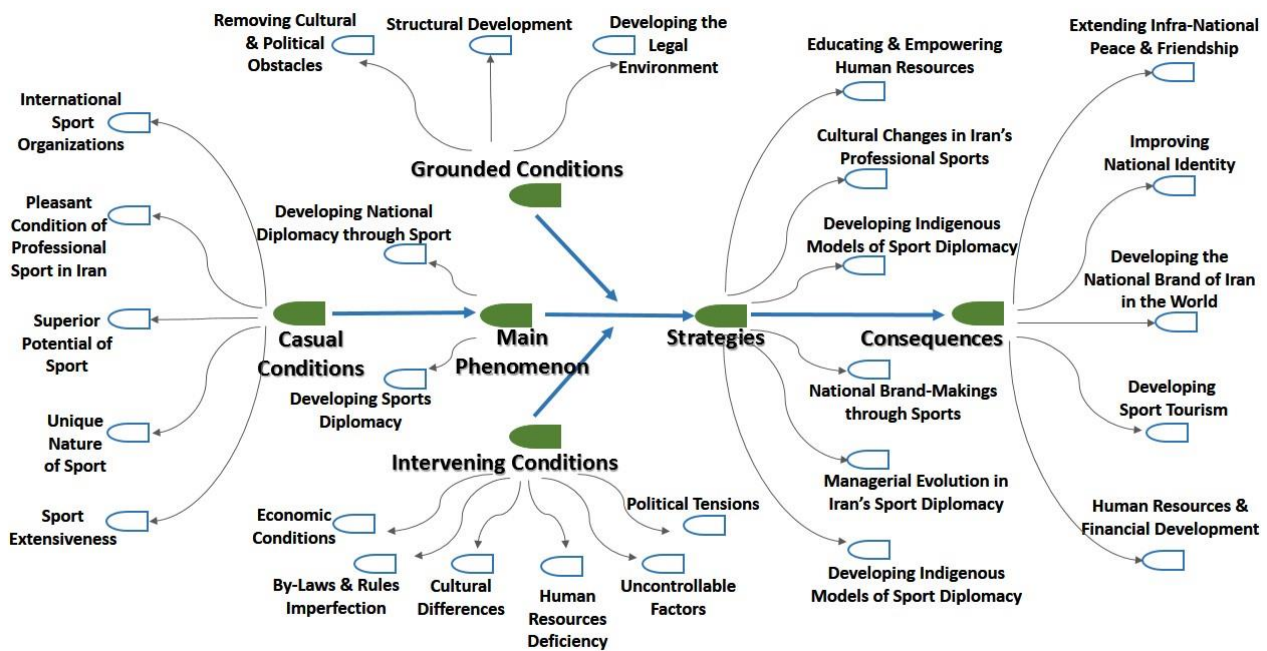 Removing Cultural
& Political
Obstacles
Structural Development
Developing the
Legal
Environment
Grounded Conditions
International
Sport
Organizations
Pleasant
Condition of
Professional
Sport in Iran
Superior
Potential of
Sport
Unique
Nature
of Sport
Sport
Extensiveness
Casual
Conditions
Developing National
Diplomacy through Sport
Main
Phenomenon
Developing Sports
Diplomacy
Intervening Conditions
Economic
Conditions
By-Laws & Rules
Imperfection
Cultural
Differences
Human
Resources
Deficiency
Uncontrollable
Factors
Political Tensions
Educating & Empowering
Human Resources
Cultural Changes in Iran’s
Professional Sports
Developing Indigenous
Models of Sport Diplomacy
Strategies
National Brand-Makings
through Sports
Managerial Evolution in
Iran’s Sport Diplomacy
Developing Indigenous
Models of Sport Diplomacy
Extending Infra-National
Peace & Friendship
Improving
National Identity
Developing the
National Brand of Iran
in the World
Consequences
Developing
Sport Tourism
Human Resources &
Financial Development